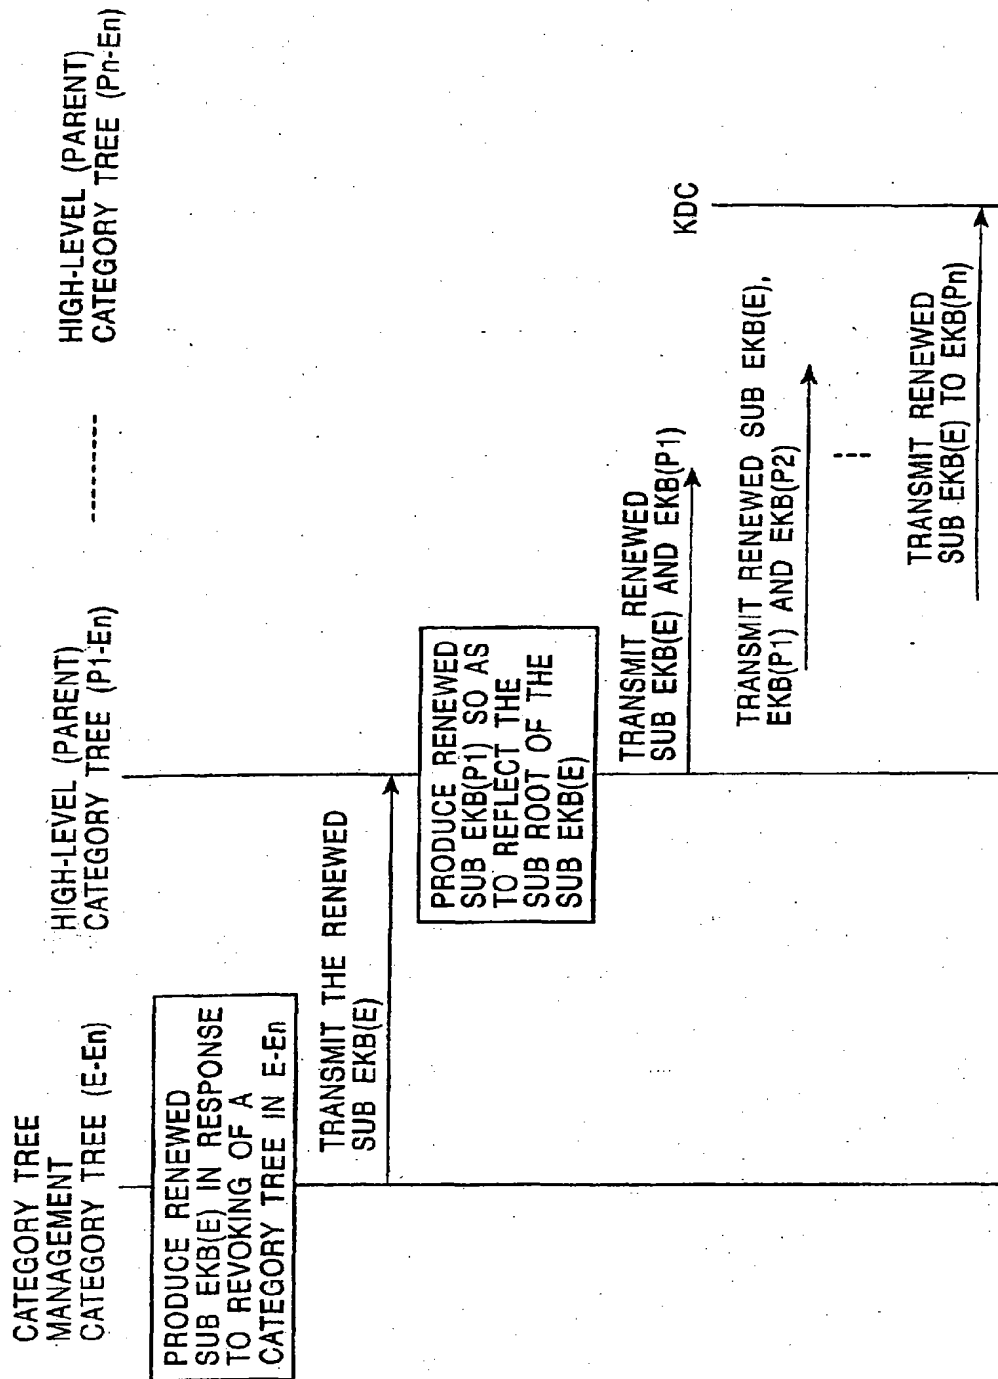 CATEGORY TREE
MANAGEMENT
CATEGORY TREE (E-En)
HIGH-LEVEL (PARENT)
CATEGORY TREE (P1-En)
---------
HIGH-LEVEL (PARENT)
CATEGORY TREE (Pn-En)
PRODUCE RENEWED
SUB EKB(E) IN RESPONSE
TO REVOKING OF A
CATEGORY TREE IN E-En
TRANSMIT THE RENEWED
SUB EKB(E)
PRODUCE RENEWED
SUB EKB(P1) SO AS
TO REFLECT THE
SUB ROOT OF THE
SUB EKB(E)
TRANSMIT RENEWED
SUB EKB(E) AND EKB(P1)
KDC
TRANSMIT RENEWED SUB EKB(E),
EKB(P1) AND EKB(P2)
TRANSMIT RENEWED
SUB EKB(E) TO EKB(Pn)